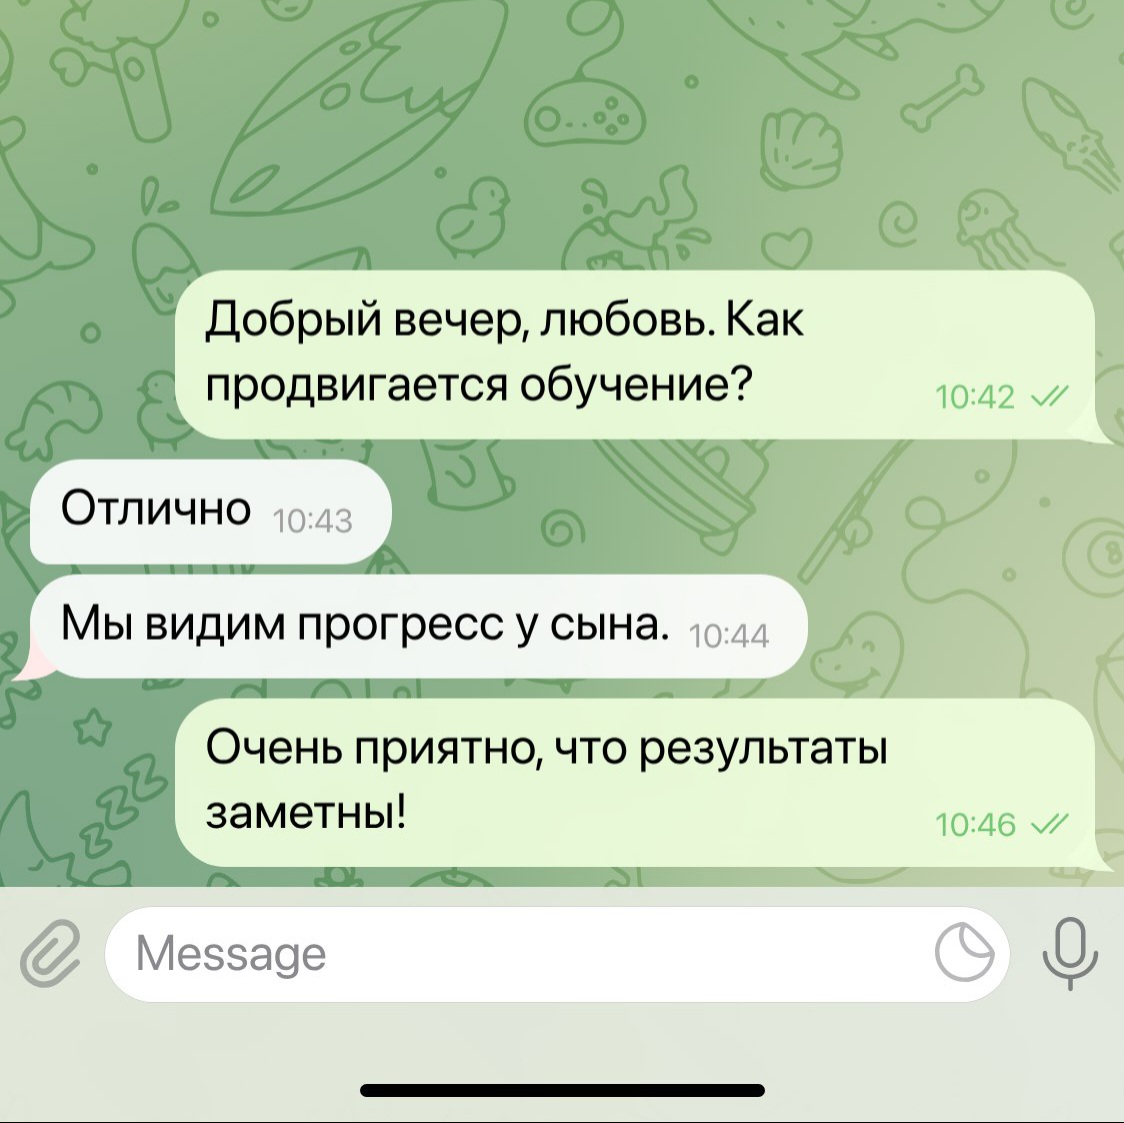 Добрый вечер, любовь. Как
продвигается обучение?
10:42
Отлично 10:43
Мы видим прогресс у сына. 10:44
Очень приятно, что результаты
заметны!
10:46
Message